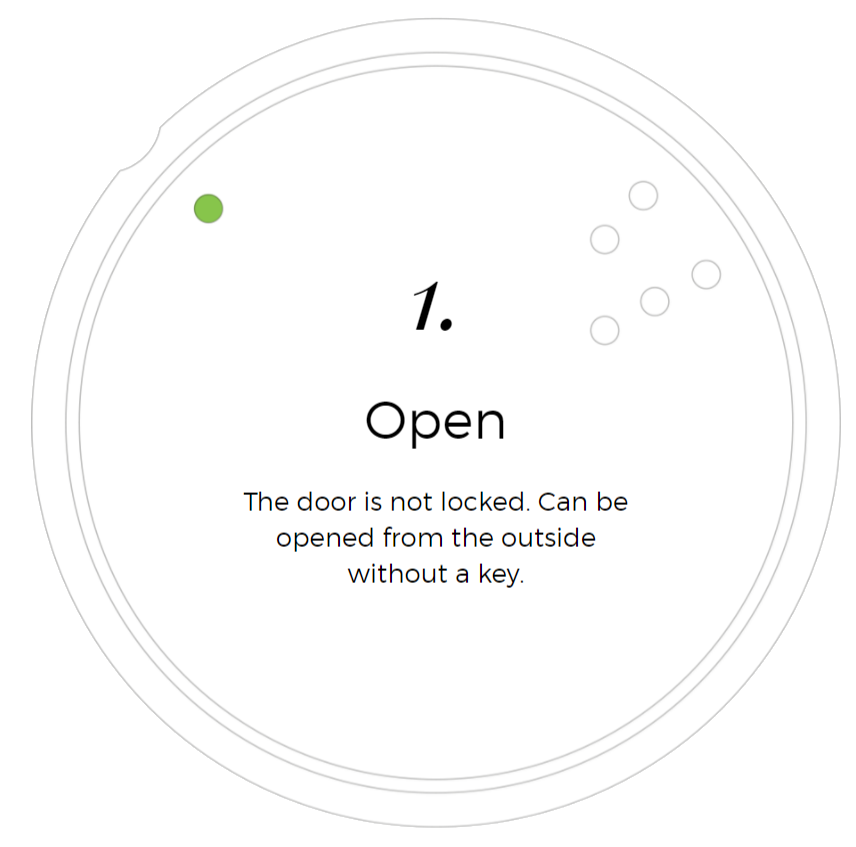 1.
Open
The door is not locked. Can be
opened from the outside
without a key.